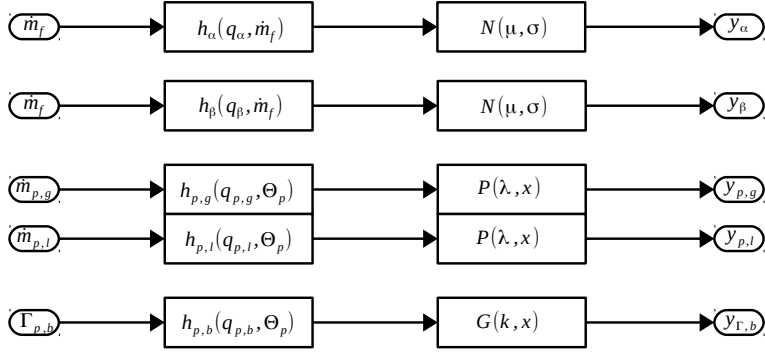 ṁ_f h_α(q_α, ṁ_f) N(μ, σ) y_α
ṁ_f h_β(q_β, ṁ_f) N(μ, σ) y_β
ṁ_{p,g} h_{p,g}(q_{p,g}, Θ_p) P(λ, x) y_{p,g}
ṁ_{p,l} h_{p,l}(q_{p,l}, Θ_p) P(λ, x) y_{p,l}
Γ_{p,b} h_{p,b}(q_{p,b}, Θ_p) G(k, x) y_{Γ,b}